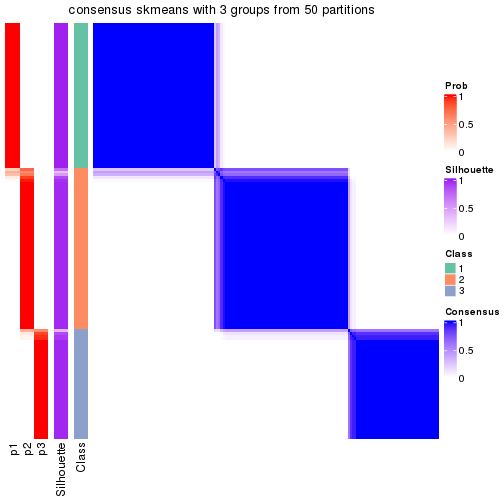 consensus skmeans with 3 groups from 50 partitions
Prob
1
0.5
0
Silhouette
1
0.5
0
Class
1
2
3
Consensus
1
0.5
0
p1
p2
p3
Silhouette
Class